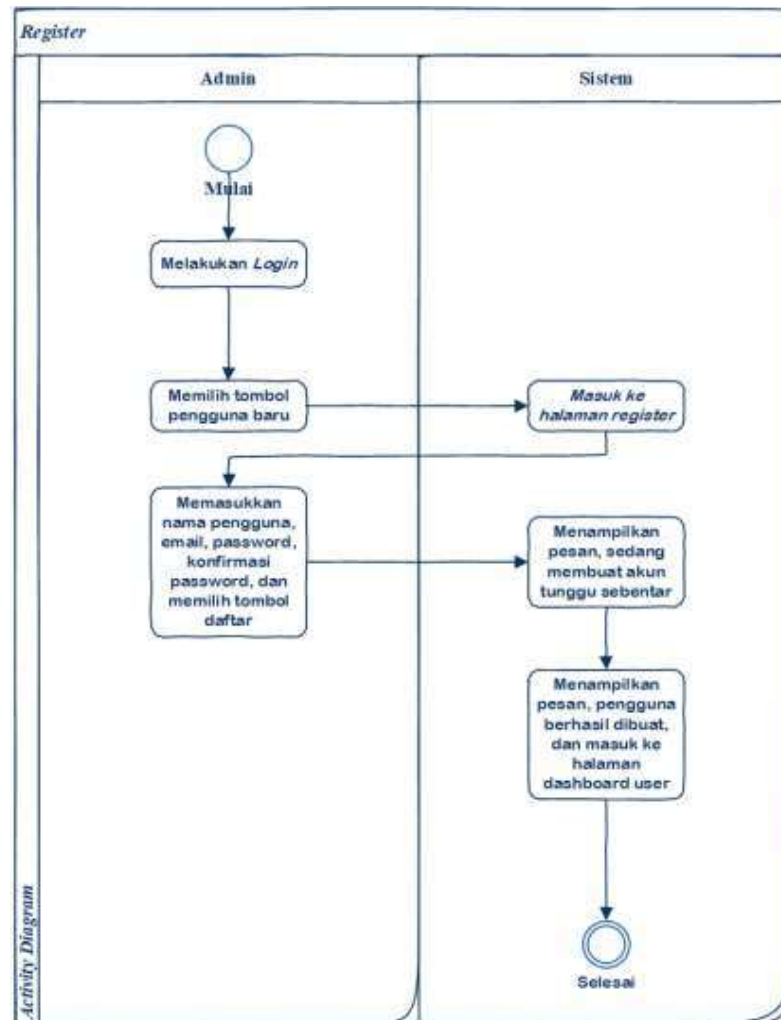 Register
Admin
Sistem
Mulai
Melakukan Login
Memilih tombol
pengguna baru
Masuk ke
halaman register
Memasukkan
nama pengguna,
email, password,
konfirmasi
password, dan
memilih tombol
daftar
Menampilkan
pesan, sedang
membuat akun
tunggu sebentar
Menampilkan
pesan, pengguna
berhasil dibuat,
dan masuk ke
halaman
dashboard user
Selesai
Activity Diagram